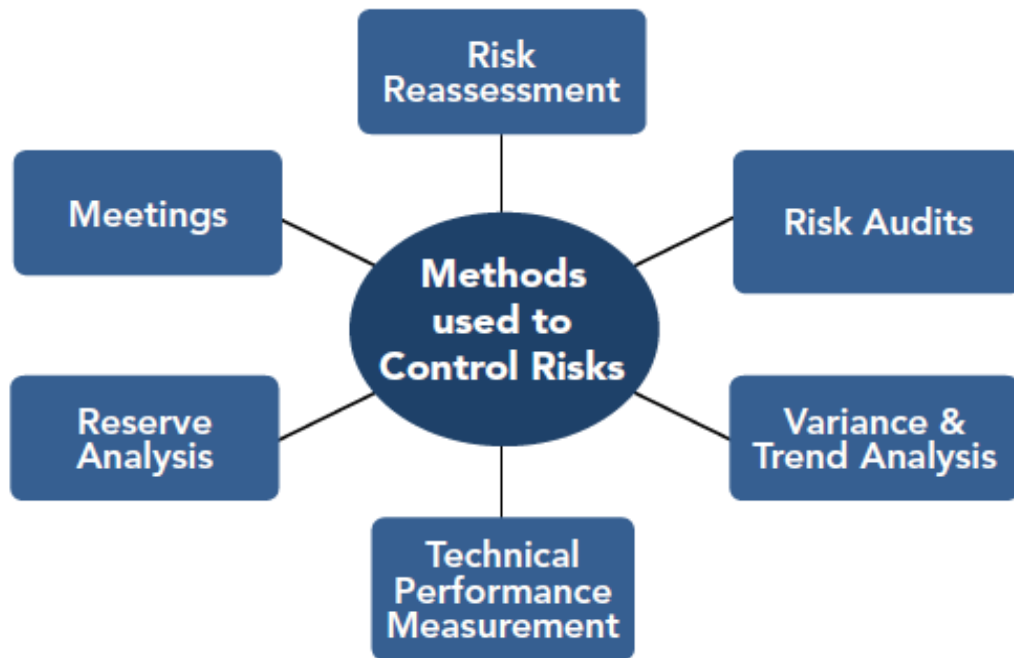 Risk
Reassessment
Meetings
Risk Audits
Methods
used to
Control Risks
Reserve
Analysis
Variance &
Trend Analysis
Technical
Performance
Measurement